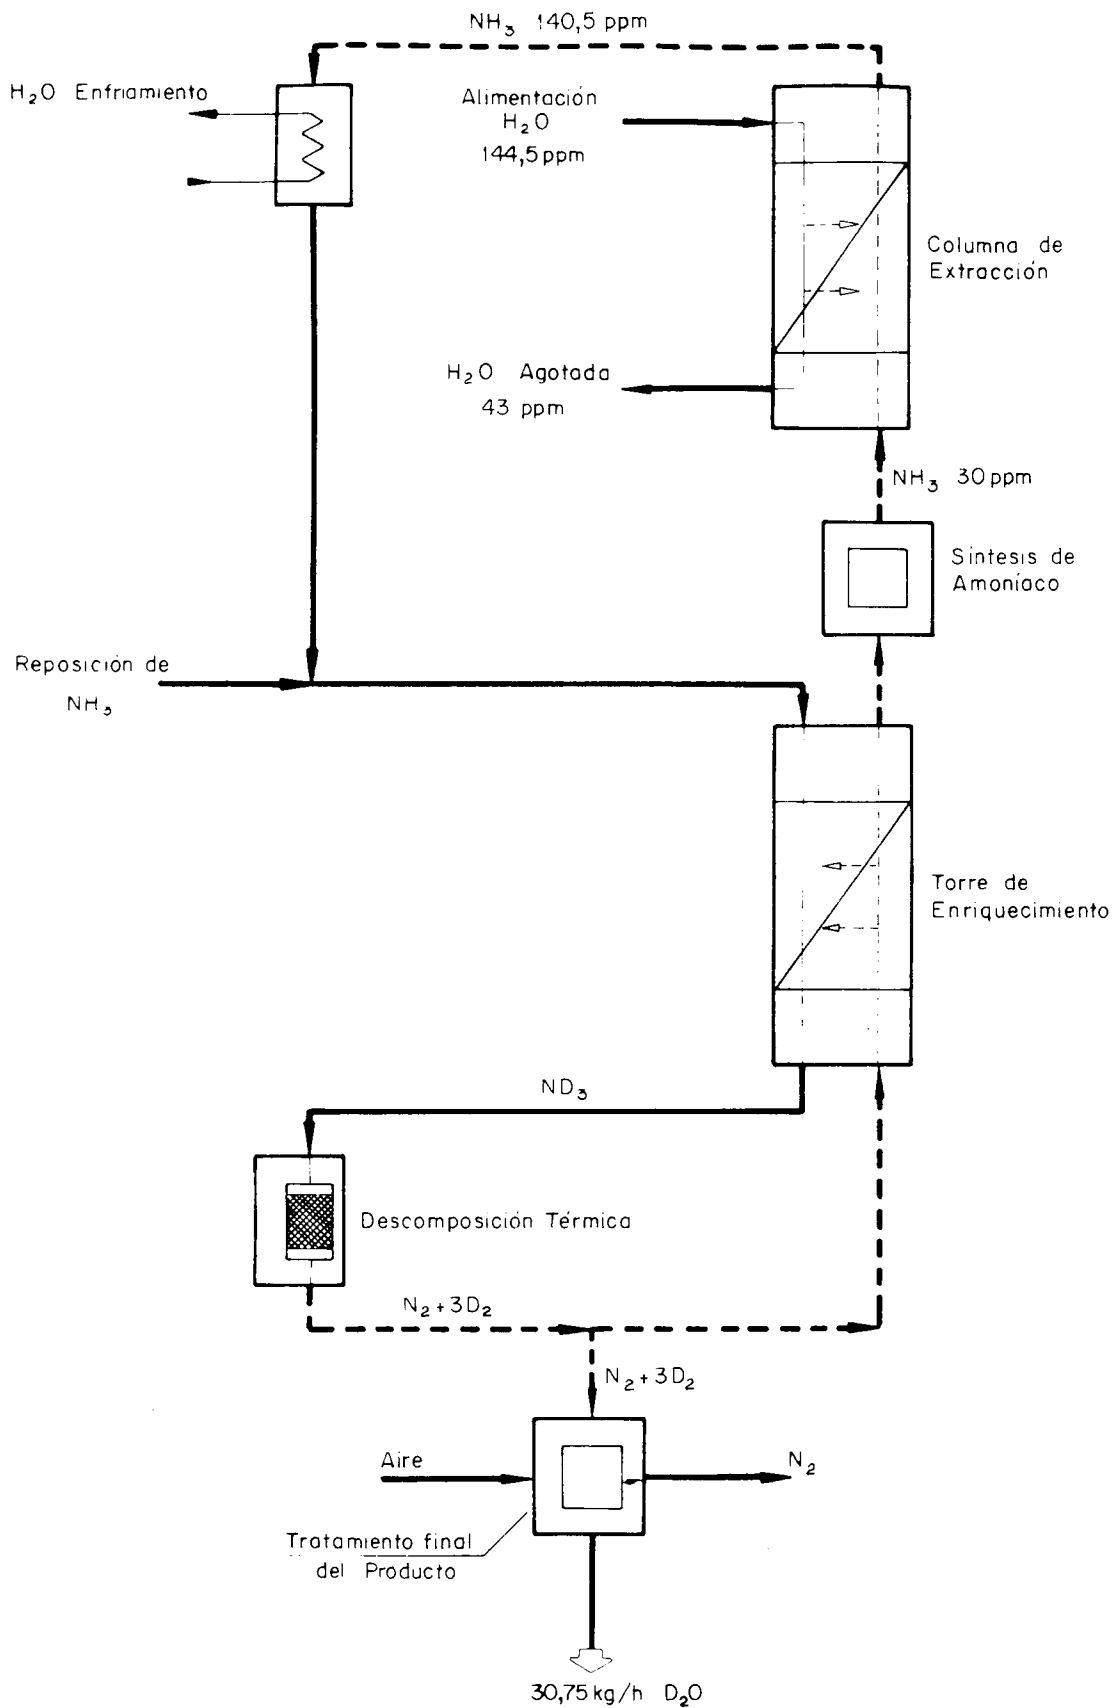 NH₃ 140,5 ppm
H₂O Enfriamiento
Alimentación
H₂O
144,5 ppm
Columna de
Extracción
H₂O Agotada
43 ppm
NH₃ 30 ppm
Síntesis de
Amoníaco
Reposición de
NH₃
Torre de
Enriquecimiento
ND₃
Descomposición Térmica
N₂ + 3D₂
N₂ + 3D₂
Aire
N₂
Tratamiento final
del Producto
30,75 kg/h D₂O